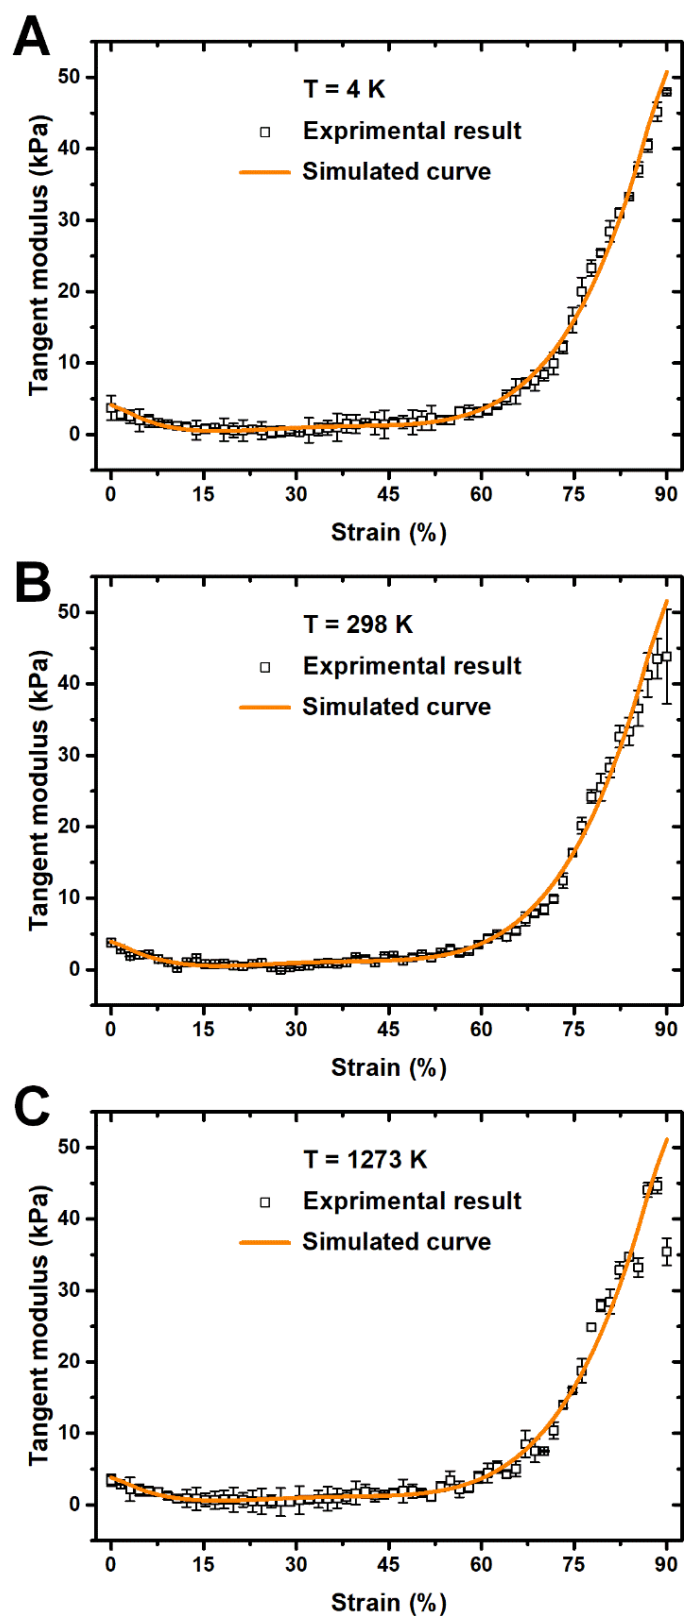 A
50
40
30
20
10
0
Tangent modulus (kPa)
T = 4 K
Exprimental result
Simulated curve
0 15 30 45 60 75 90
Strain (%)
B
50
40
30
20
10
0
Tangent modulus (kPa)
T = 298 K
Exprimental result
Simulated curve
0 15 30 45 60 75 90
Strain (%)
C
50
40
30
20
10
0
Tangent modulus (kPa)
T = 1273 K
Exprimental result
Simulated curve
0 15 30 45 60 75 90
Strain (%)